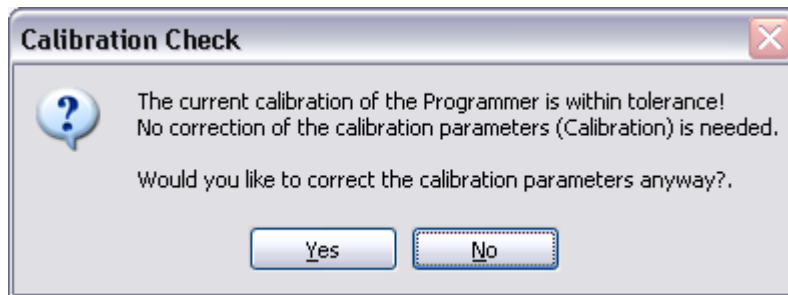 Calibration Check
The current calibration of the Programmer is within tolerance!
No correction of the calibration parameters (Calibration) is needed.
Would you like to correct the calibration parameters anyway?.
Yes
No